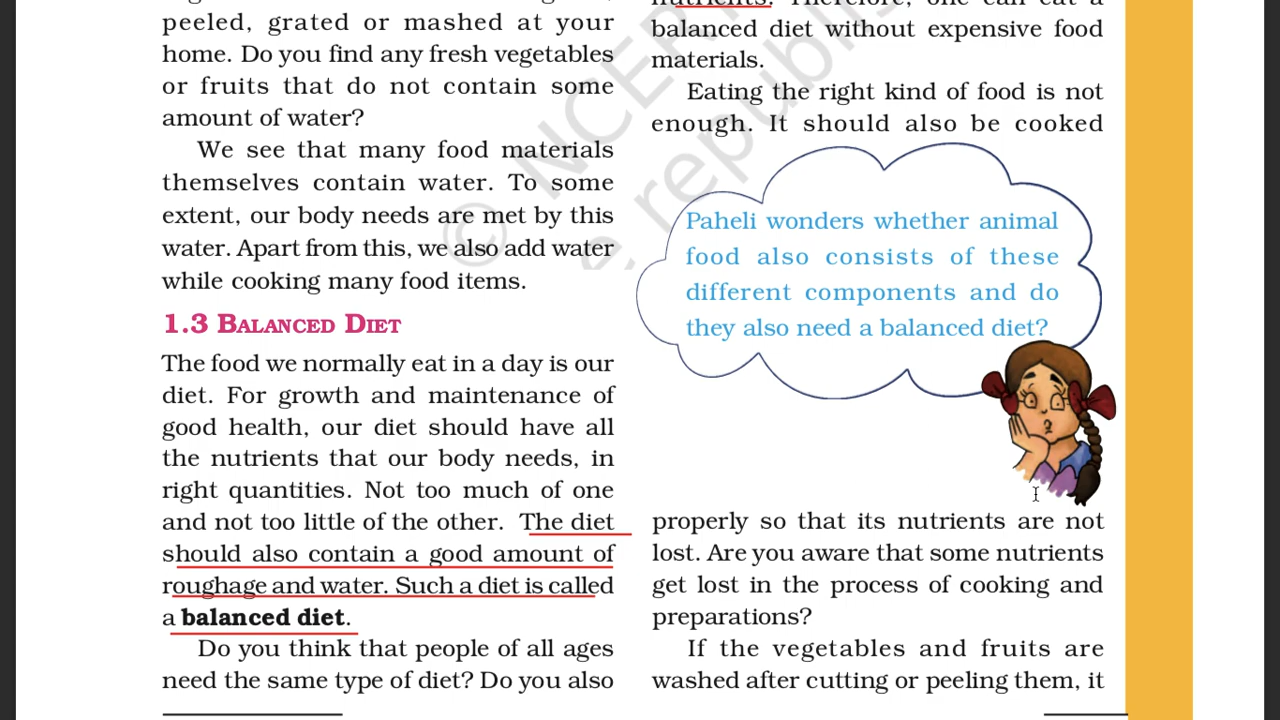 peeled, grated or mashed at your
home. Do you find any fresh vegetables
or fruits that do not contain some
amount of water?
We see that many food materials
themselves contain water. To some
extent, our body needs are met by this
water. Apart from this, we also add water
while cooking many food items.
1.3 BALANCED DIET
The food we normally eat in a day is our
diet. For growth and maintenance of
good health, our diet should have all
the nutrients that our body needs, in
right quantities. Not too much of one
and not too little of the other. The diet
should also contain a good amount of
roughage and water. Such a diet is called
a balanced diet.
Do you think that people of all ages
need the same type of diet? Do you also
nutrients. Therefore, one can eat a
balanced diet without expensive food
materials.
Eating the right kind of food is not
enough. It should also be cooked
Paheli wonders whether animal
food also consists of these
different components and do
they also need a balanced diet?
properly so that its nutrients are not
lost. Are you aware that some nutrients
get lost in the process of cooking and
preparations?
If the vegetables and fruits are
washed after cutting or peeling them, it
© NCERT
republis